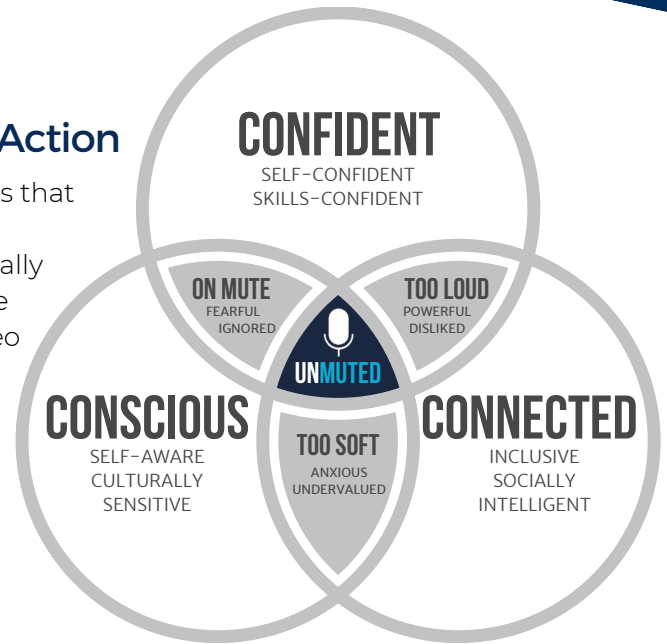 Action
s that
ally
e
eo
CONFIDENT
SELF-CONFIDENT
SKILLS-CONFIDENT
ON MUTE
FEARFUL
IGNORED
TOO LOUD
POWERFUL
DISLIKED
UNMUTED
CONSCIOUS
SELF-AWARE
CULTURALLY
SENSITIVE
TOO SOFT
ANXIOUS
UNDERVALUED
CONNECTED
INCLUSIVE
SOCIALLY
INTELLIGENT